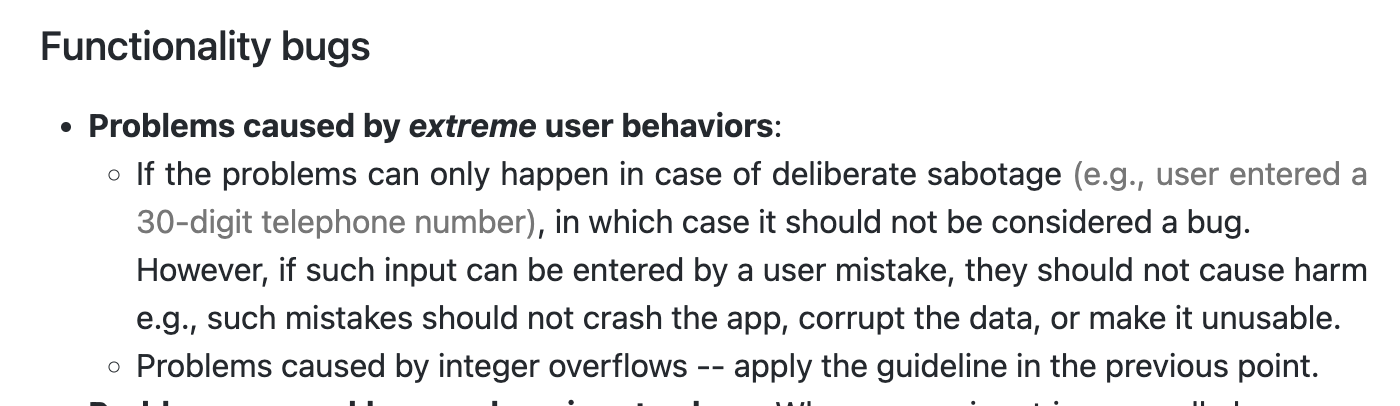 Functionality bugs
Problems caused by extreme user behaviors:
If the problems can only happen in case of deliberate sabotage (e.g., user entered a
30-digit telephone number), in which case it should not be considered a bug.
However, if such input can be entered by a user mistake, they should not cause harm
e.g., such mistakes should not crash the app, corrupt the data, or make it unusable.
Problems caused by integer overflows -- apply the guideline in the previous point.